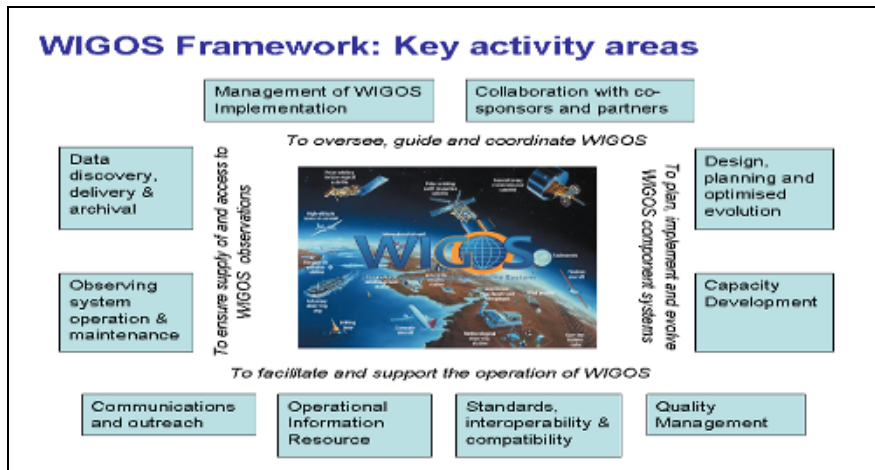 WIGOS Framework: Key activity areas
Management of WIGOS
Implementation
Collaboration with co-
sponsors and partners
To oversee, guide and coordinate WIGOS
Data
discovery,
delivery &
archival
To ensure supply of and access to
WIGOS observations
Design,
planning and
optimised
evolution
To plan, implement and evolve
WIGOS component systems
WIGOS
Observing
system
operation &
maintenance
Capacity
Development
To facilitate and support the operation of WIGOS
Communications
and outreach
Operational
Information
Resource
Standards,
interoperability &
compatibility
Quality
Management